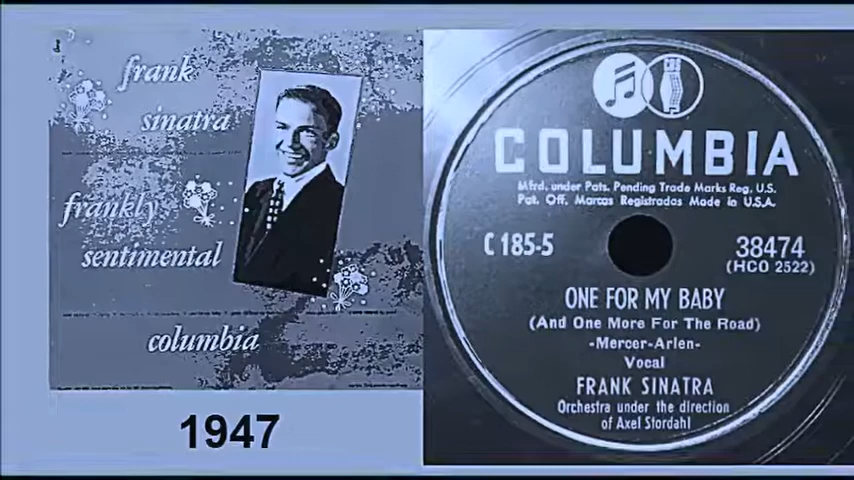 frank
sinatra
frankly
sentimental
columbia
1947
COLUMBIA
Mfrd. under Pats. Pending Trade Marks Reg. U.S.
Pat. Off. Marcas Registradas Made in U.S.A.
C 185-5
38474
(HCO 2522)
ONE FOR MY BABY
(And One More For The Road)
-Mercer-Arlen-
Vocal
FRANK SINATRA
Orchestra under the direction
of Axel Stordahl